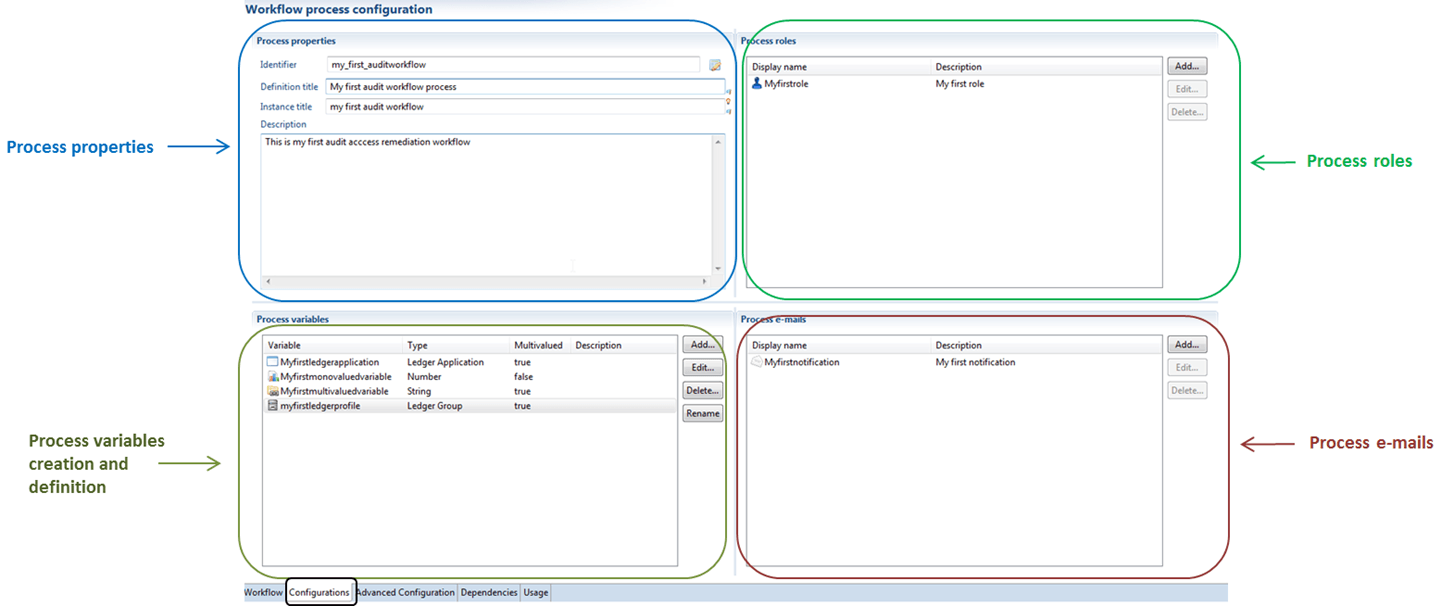 Workflow process configuration
Process properties
Identifier my_first_auditworkflow
Definition title My first audit workflow process
Instance title my first audit workflow
Description
This is my first audit acccess remediation workflow
Process roles
Display name Description
Myfirstrole My first role
Add...
Edit...
Delete...
Process properties
Process roles
Process variables
Variable Type Multivalued Description
Myfirstledgerapplication Ledger Application true
Myfirstmonovaluedvariable Number false
Myfirstmultivaluedvariable String true
myfirstledgerprofile Ledger Group true
Add...
Edit...
Delete...
Rename
Process e-mails
Display name Description
Myfirstnotification My first notification
Add...
Edit...
Delete...
Process variables
creation and
definition
Process e-mails
Workflow Configurations Advanced Configuration Dependencies Usage